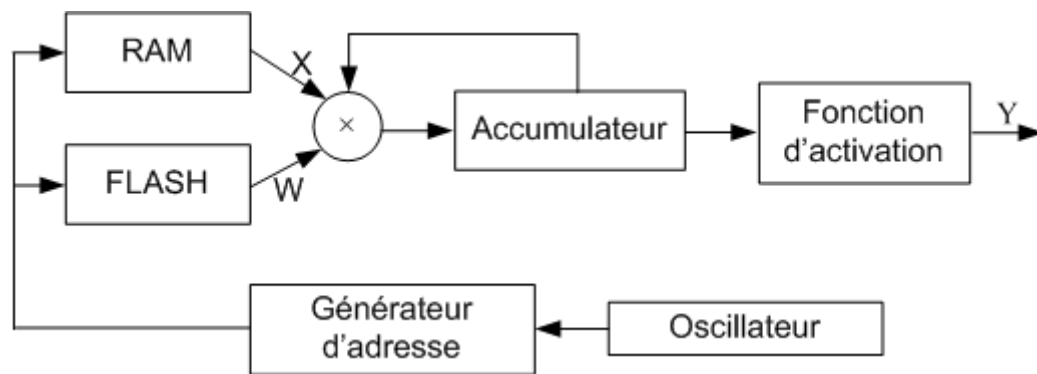 RAM
X
×
Accumulateur
Fonction
d'activation
Y
FLASH
W
Générateur
d'adresse
Oscillateur